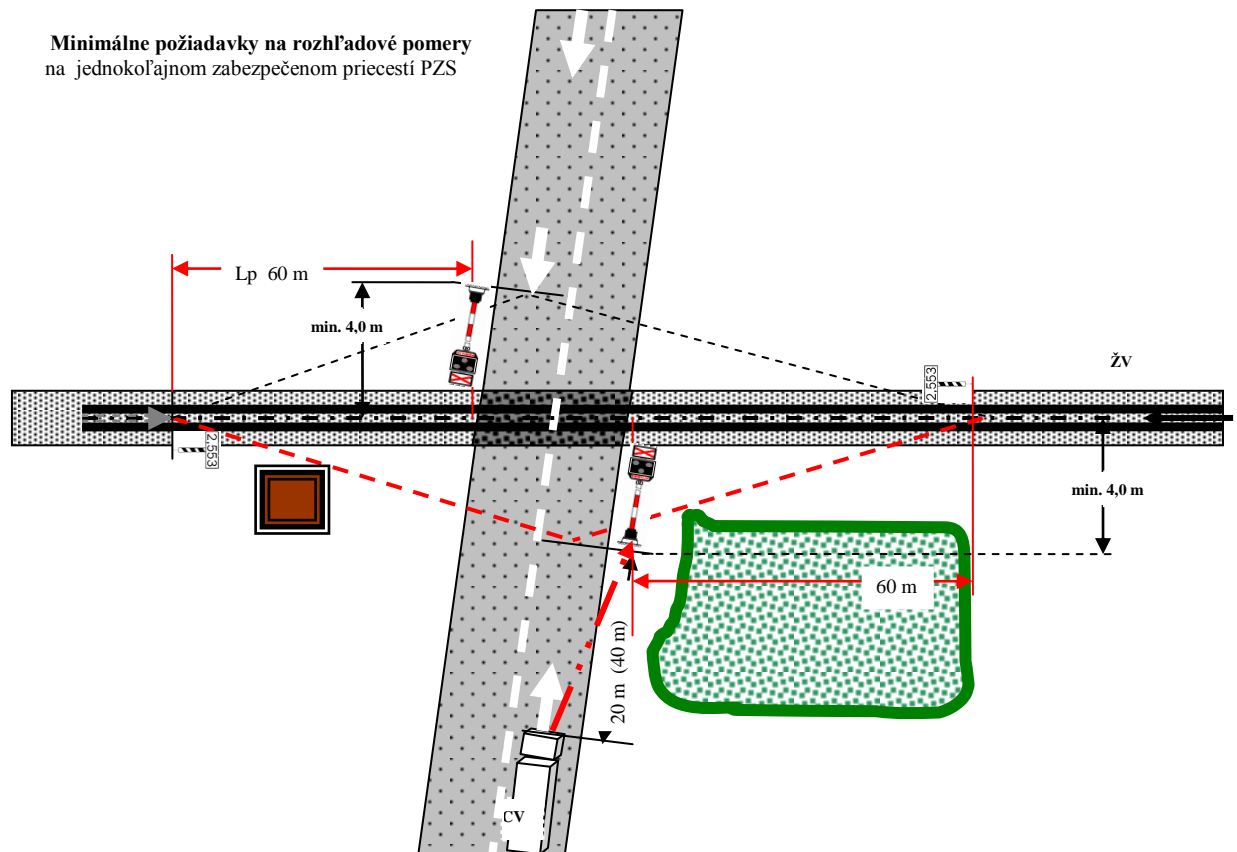 Minimálne požiadavky na rozhľadové pomery
na jednokoľajnom zabezpečenom priecestí PZS
Lp 60 m
min. 4,0 m
ŽV
2,553
2,553
min. 4,0 m
60 m
20 m (40 m)
CV